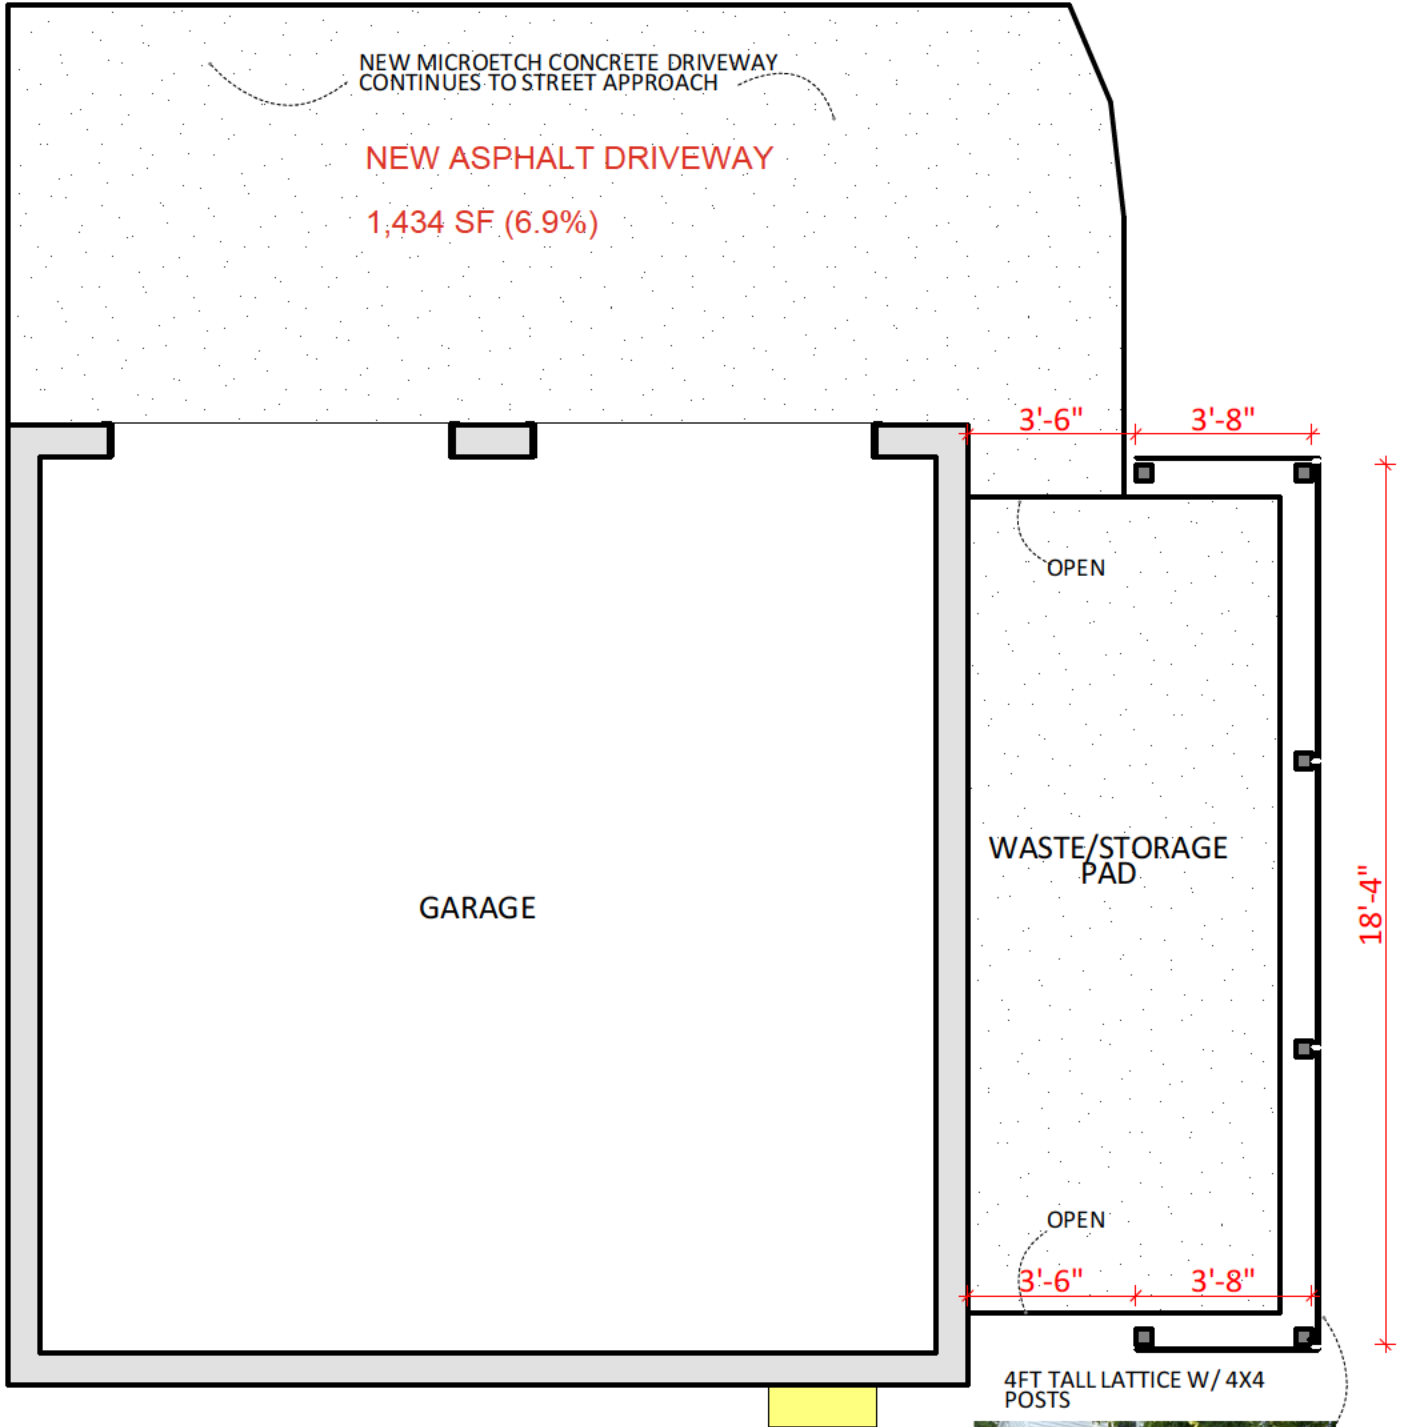 NEW MICROETCH CONCRETE DRIVEWAY
CONTINUES TO STREET APPROACH
NEW ASPHALT DRIVEWAY
1,434 SF (6.9%)
3'-6"
3'-8"
OPEN
WASTE/STORAGE
PAD
18'-4"
GARAGE
OPEN
3'-6"
3'-8"
4FT TALL LATTICE W/ 4X4
POSTS